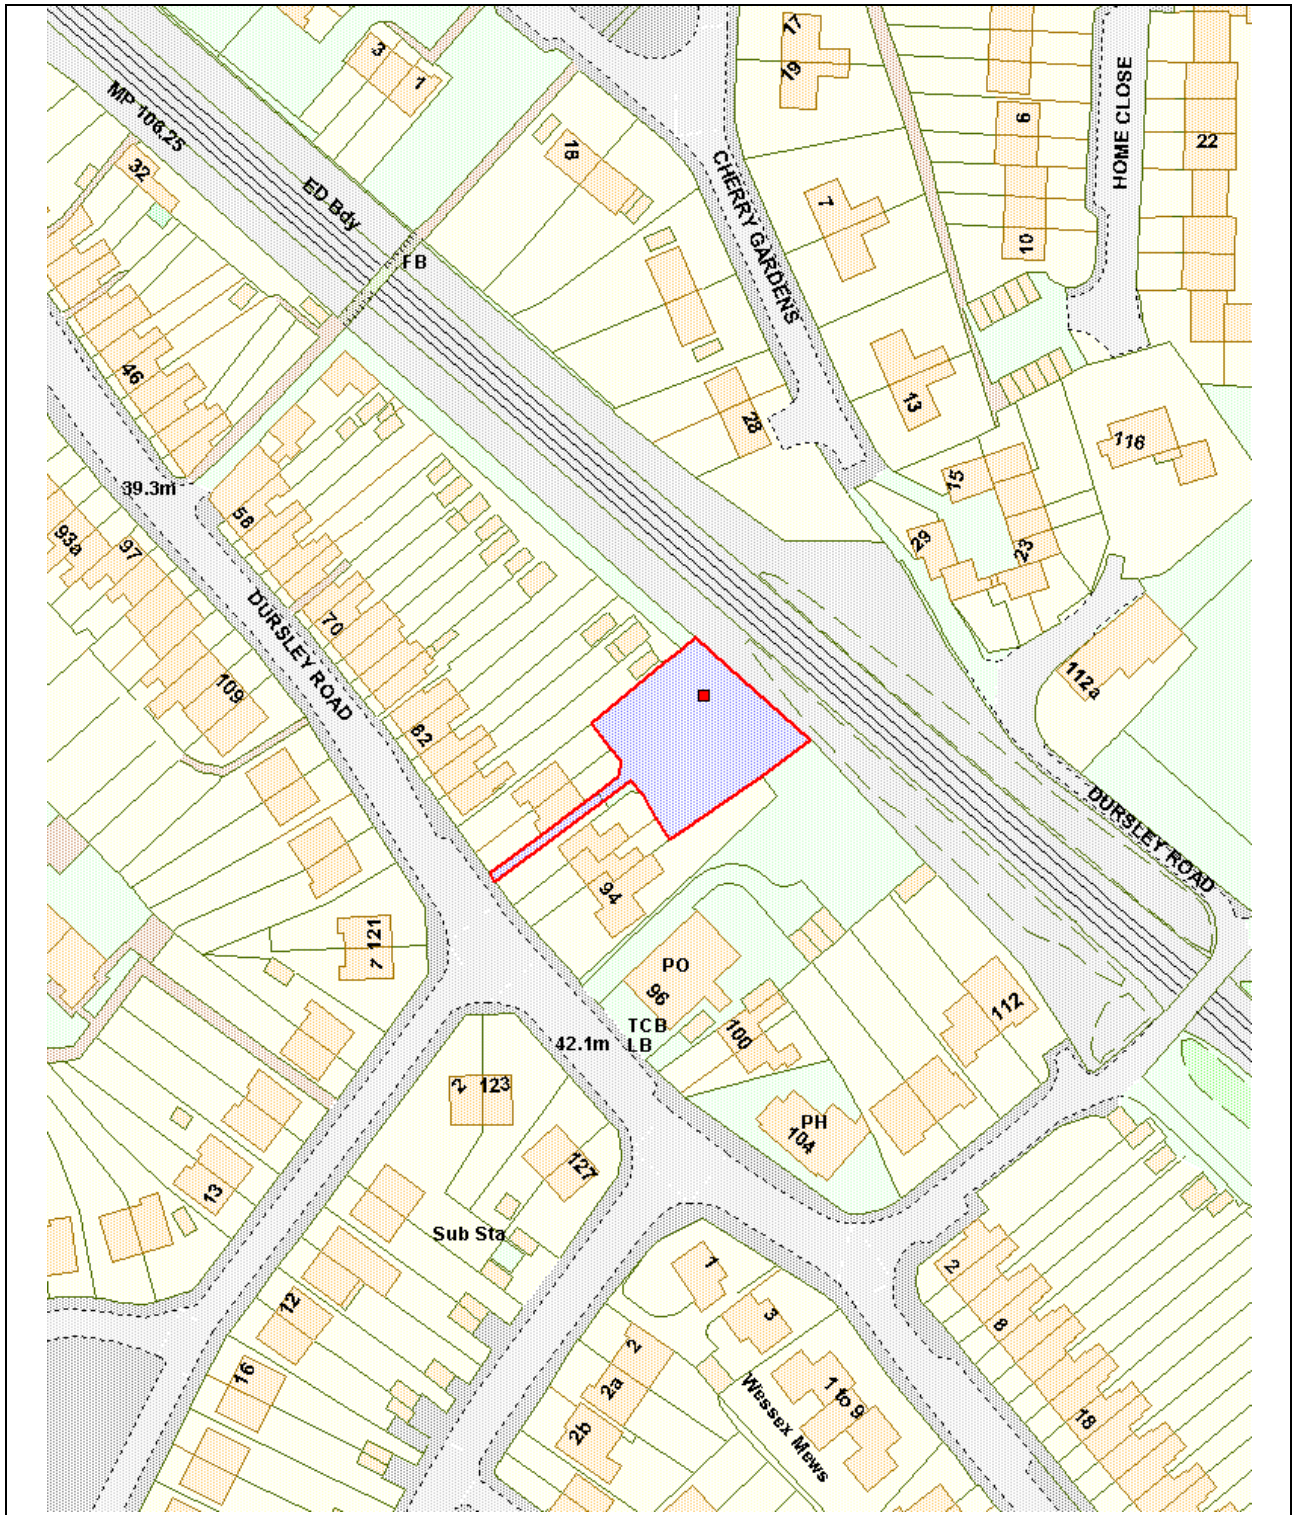 17
3
1
19
MP 106.25
HOME CLOSE
6
22
18
32
CHERRY GARDENS
ED Bdy
7
10
FB
46
13
28
116
15
39.3m
58
29
23
93a
97
DURSLEY ROAD
70
109
112a
82
DURSLEY ROAD
94
121
7
PO
96
112
TCB
LB
100
42.1m
2 123
PH
104
127
13
Sub Sta
1
2
12
3
8
2
16
2a
1 to 9
Wessex Mews
2b
18